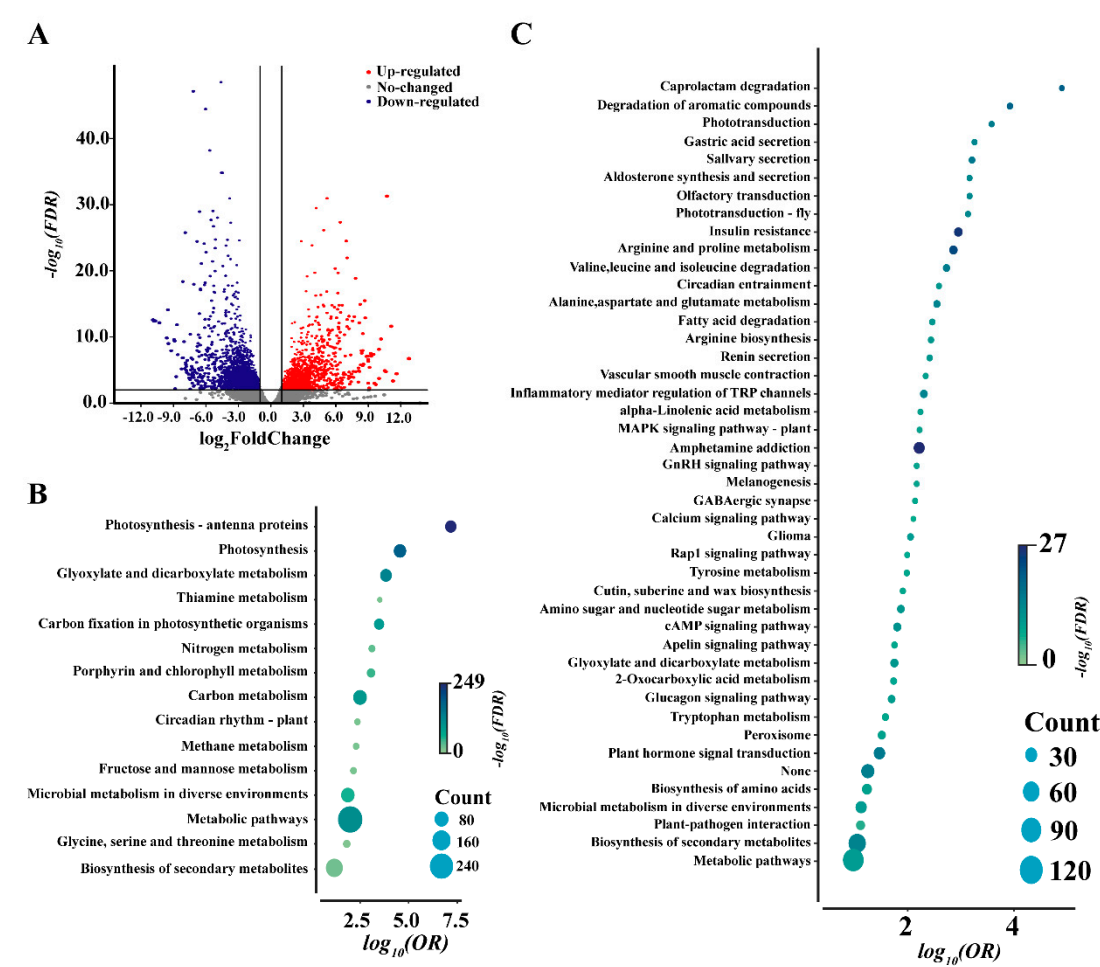 A
Up-regulated
No-changed
Down-regulated
40.0
30.0
20.0
10.0
0.0
-log10(FDR)
-12.0 -9.0 -6.0 -3.0 0.0 3.0 6.0 9.0 12.0
log2FoldChange
B
Photosynthesis - antenna proteins
Photosynthesis
Glyoxylate and dicarboxylate metabolism
Thiamine metabolism
Carbon fixation in photosynthetic organisms
Nitrogen metabolism
Porphyrin and chlorophyll metabolism
Carbon metabolism
Circadian rhythm - plant
Methane metabolism
Fructose and mannose metabolism
Microbial metabolism in diverse environments
Metabolic pathways
Glycine, serine and threonine metabolism
Biosynthesis of secondary metabolites
249
0
-log10(FDR)
Count
80
160
240
2.5 5.0 7.5
log10(OR)
C
Caprolactam degradation
Degradation of aromatic compounds
Phototransduction
Gastric acid secretion
Salivary secretion
Aldosterone synthesis and secretion
Olfactory transduction
Phototransduction - fly
Insulin resistance
Arginine and proline metabolism
Valine,leucine and isoleucine degradation
Circadian entrainment
Alanine,aspartate and glutamate metabolism
Fatty acid degradation
Arginine biosynthesis
Renin secretion
Vascular smooth muscle contraction
Inflammatory mediator regulation of TRP channels
alpha-Linolenic acid metabolism
MAPK signaling pathway - plant
Amphetamine addiction
GnRH signaling pathway
Melanogenesis
GABAergic synapse
Calcium signaling pathway
Glioma
Rap1 signaling pathway
Tyrosine metabolism
Cutin, suberine and wax biosynthesis
Amino sugar and nucleotide sugar metabolism
cAMP signaling pathway
Apelin signaling pathway
Glyoxylate and dicarboxylate metabolism
2-Oxocarboxylic acid metabolism
Glucagon signaling pathway
Tryptophan metabolism
Peroxisome
Plant hormone signal transduction
None
Biosynthesis of amino acids
Microbial metabolism in diverse environments
Plant-pathogen interaction
Biosynthesis of secondary metabolites
Metabolic pathways
27
0
-log10(FDR)
Count
30
60
90
120
2 4
log10(OR)